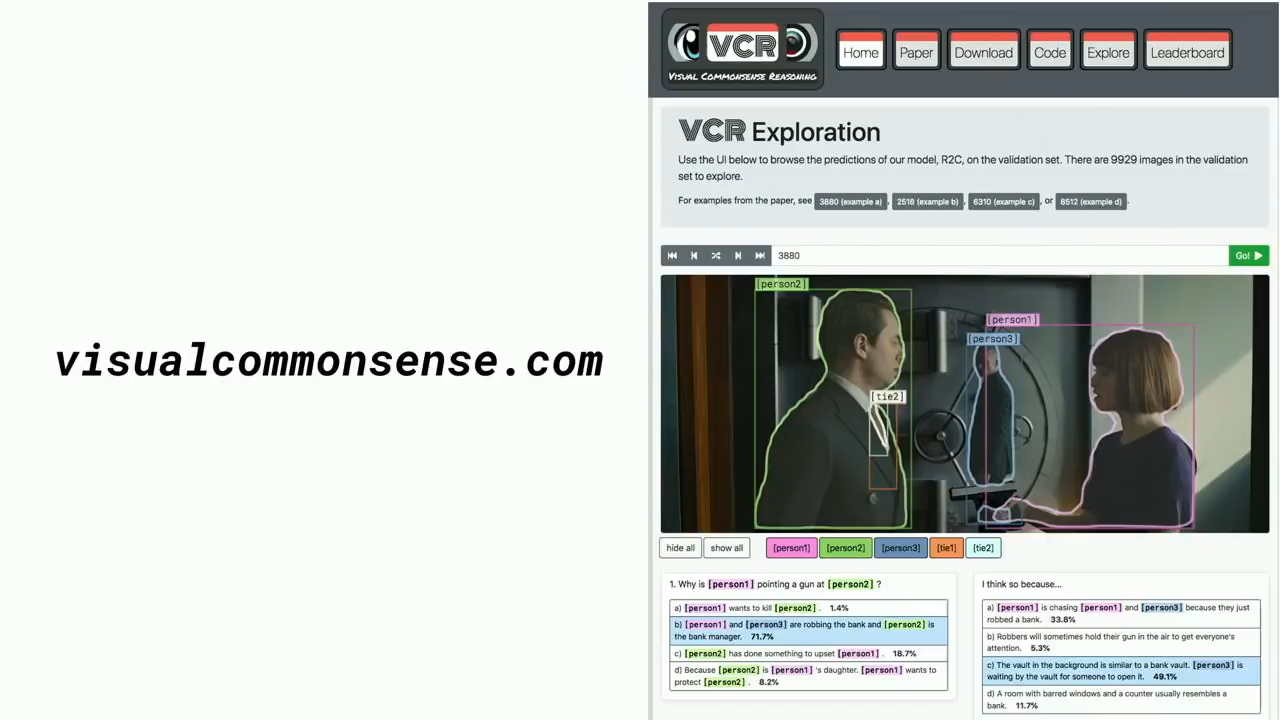 visualcommonsense.com
VCR
VISUAL COMMONSENSE REASONING
Home
Paper
Download
Code
Explore
Leaderboard
VCR Exploration
Use the UI below to browse the predictions of our model, R2C, on the validation set. There are 9929 images in the validation
set to explore.
For examples from the paper, see 3880 (example a), 2518 (example b), 6310 (example c), or 8512 (example d).
3880
Go!
[person2]
[person1]
[person3]
[tie2]
hide all
show all
[person1]
[person2]
[person3]
[tie1]
[tie2]
1. Why is [person1] pointing a gun at [person2] ?
a) [person1] wants to kill [person2] . 1.4%
b) [person1] and [person3] are robbing the bank and [person2] is
the bank manager. 71.7%
c) [person2] has done something to upset [person1] . 18.7%
d) Because [person2] is [person1] 's daughter. [person1] wants to
protect [person2] . 8.2%
I think so because...
a) [person1] is chasing [person1] and [person3] because they just
robbed a bank. 33.8%
b) Robbers will sometimes hold their gun in the air to get everyone's
attention. 5.3%
c) The vault in the background is similar to a bank vault. [person3] is
waiting by the vault for someone to open it. 49.1%
d) A room with barred windows and a counter usually resembles a
bank. 11.7%